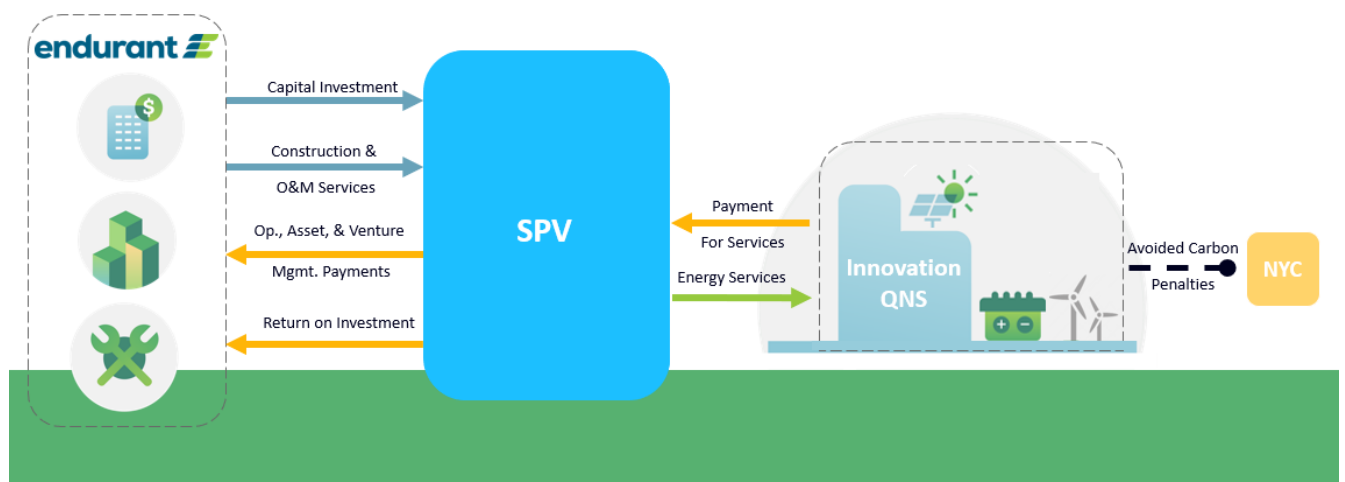 endurant
$
Capital Investment
Construction &
O&M Services
Op., Asset, & Venture
Mgmt. Payments
Return on Investment
SPV
Payment
For Services
Energy Services
Innovation
QNS
Avoided Carbon
Penalties
NYC